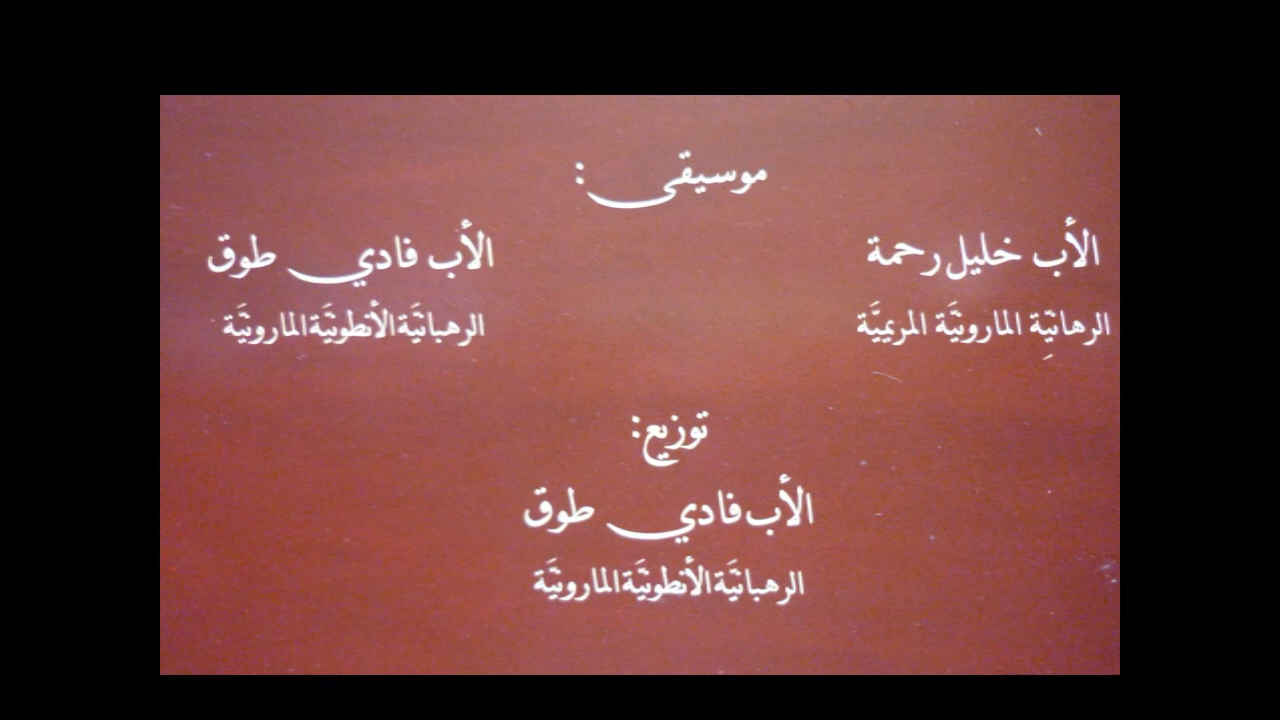 موسيقى:
الأب خليل رحمة
الرهبانيّة المارونيَّة المريميَّة
الأب فادي طوق
الرهبانيَّة الأنطونيَّة المارونيَّة
توزيع:
الأب فادي طوق
الرهبانيَّة الأنطونيَّة المارونيَّة